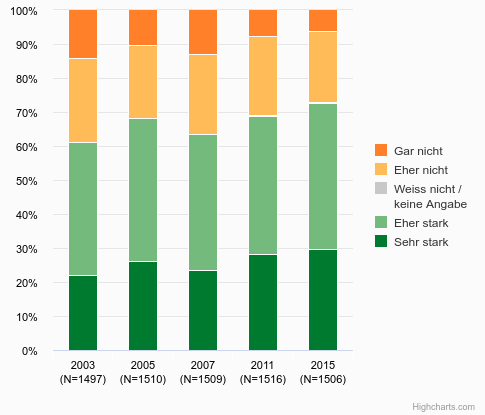 100%
90%
80%
70%
60%
50%
40%
30%
20%
10%
0%
2003
(N=1497)
2005
(N=1510)
2007
(N=1509)
2011
(N=1516)
2015
(N=1506)
Gar nicht
Eher nicht
Weiss nicht /
keine Angabe
Eher stark
Sehr stark
Highcharts.com